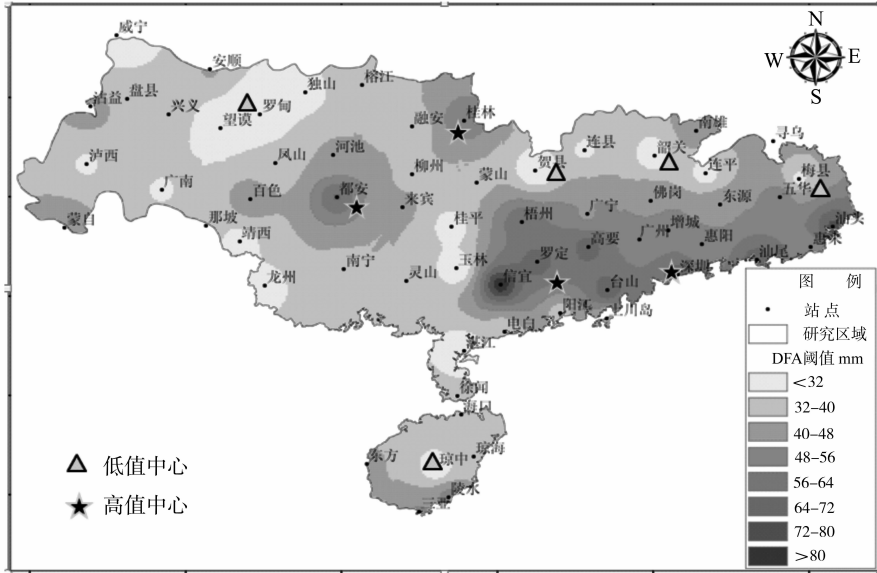 威宁
安顺
榕江
独山
沾益
盘县
兴义
罗甸
望谟
融安
桂林
南雄
寻乌
连县
韶关
泸西
凤山
河池
柳州
蒙山
贺县
连平
梅县
广南
百色
都安
来宾
佛岗
东源
五华
蒙自
那坡
靖西
桂平
梧州
广宁
广州
增城
惠阳
汕头
惠来
汕尾
龙州
南宁
灵山
玉林
罗定
高要
深圳
信宜
台山
阳江
上川岛
电白
湛江
徐闻
海口
东方
琼中
琼海
陵水
三亚
N
W
E
S
图 例
站点
研究区域
DFA阈值 mm
<32
32–40
40–48
48–56
56–64
64–72
72–80
>80
低值中心
高值中心